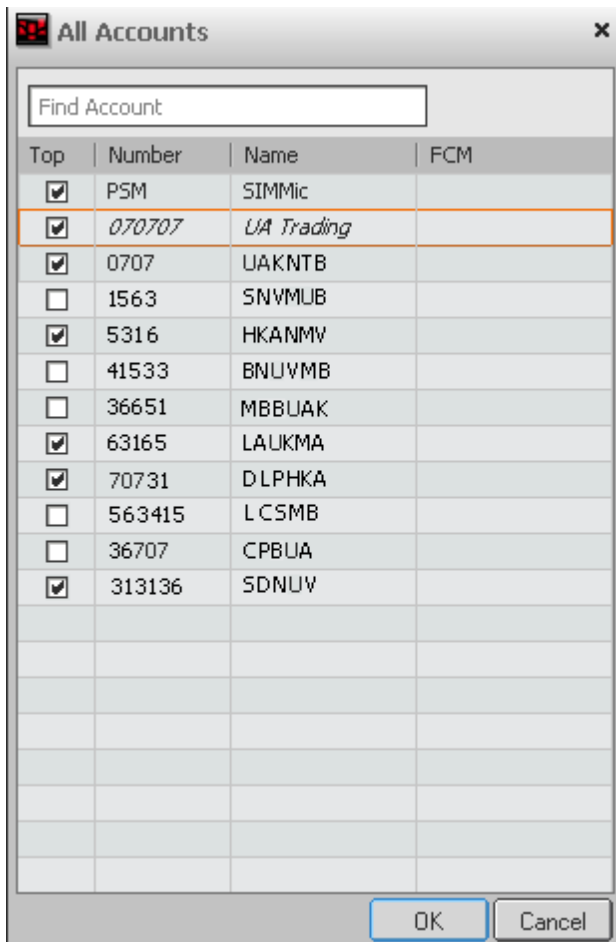 All Accounts
Find Account
Top Number Name FCM
PSM SIMMic
070707 UA Trading
0707 UAKNTB
1563 SNVMUB
5316 HKANMV
41533 BNUVMB
36651 MBBUAK
63165 LAUKMA
70731 DLPHKA
563415 LCSMB
36707 CPBUA
313136 SDNUV
OK Cancel